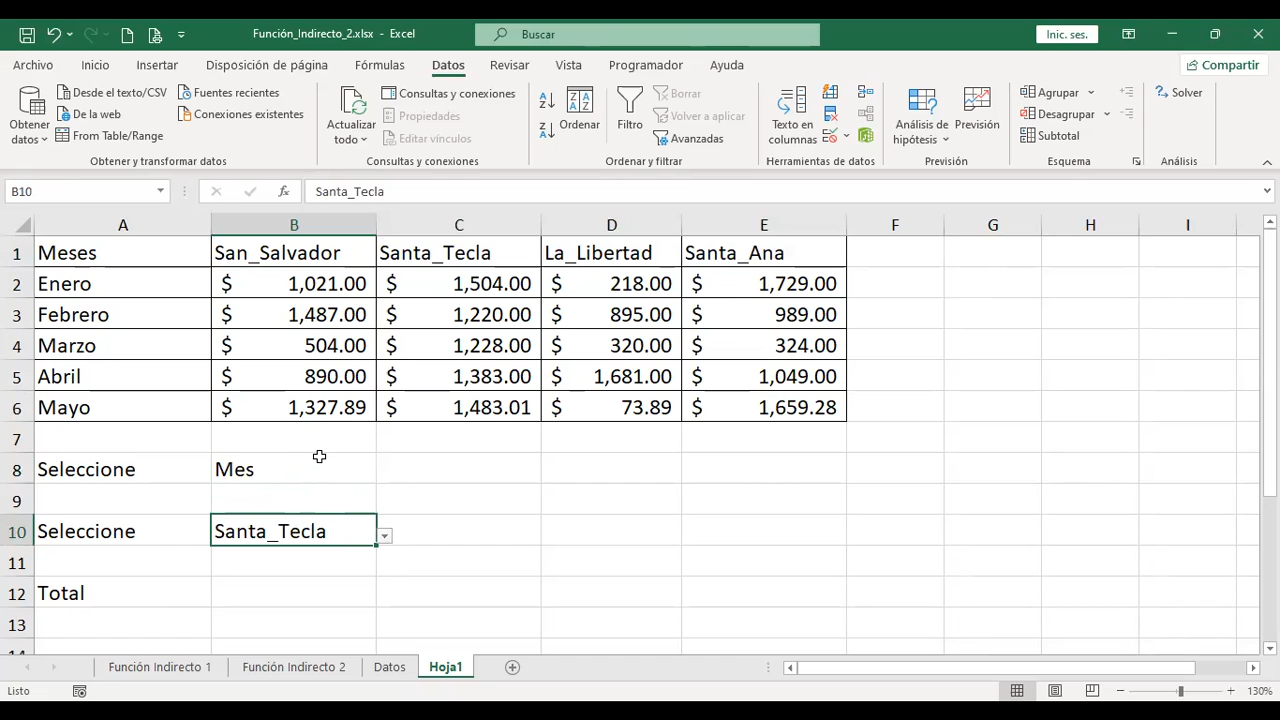 Función_Indirecto_2.xlsx - Excel
Buscar
Inic. ses.
Archivo Inicio Insertar Disposición de página Fórmulas Datos Revisar Vista Programador Ayuda
Compartir
Obtener datos
Desde el texto/CSV
De la web
From Table/Range
Fuentes recientes
Conexiones existentes
Obtener y transformar datos
Actualizar todo
Consultas y conexiones
Propiedades
Editar vínculos
Consultas y conexiones
Ordenar
Filtro
Borrar
Volver a aplicar
Avanzadas
Ordenar y filtrar
Texto en columnas
Herramientas de datos
Análisis de hipótesis
Previsión
Previsión
Agrupar
Desagrupar
Subtotal
Esquema
Solver
Análisis
B10 fx Santa_Tecla
A B C D E F G H I
1 Meses San_Salvador Santa_Tecla La_Libertad Santa_Ana
2 Enero $ 1,021.00 $ 1,504.00 $ 218.00 $ 1,729.00
3 Febrero $ 1,487.00 $ 1,220.00 $ 895.00 $ 989.00
4 Marzo $ 504.00 $ 1,228.00 $ 320.00 $ 324.00
5 Abril $ 890.00 $ 1,383.00 $ 1,681.00 $ 1,049.00
6 Mayo $ 1,327.89 $ 1,483.01 $ 73.89 $ 1,659.28
7
8 Seleccione Mes
9
10 Seleccione Santa_Tecla
11
12 Total
13
14
Función Indirecto 1 Función Indirecto 2 Datos Hoja1
Listo 130%